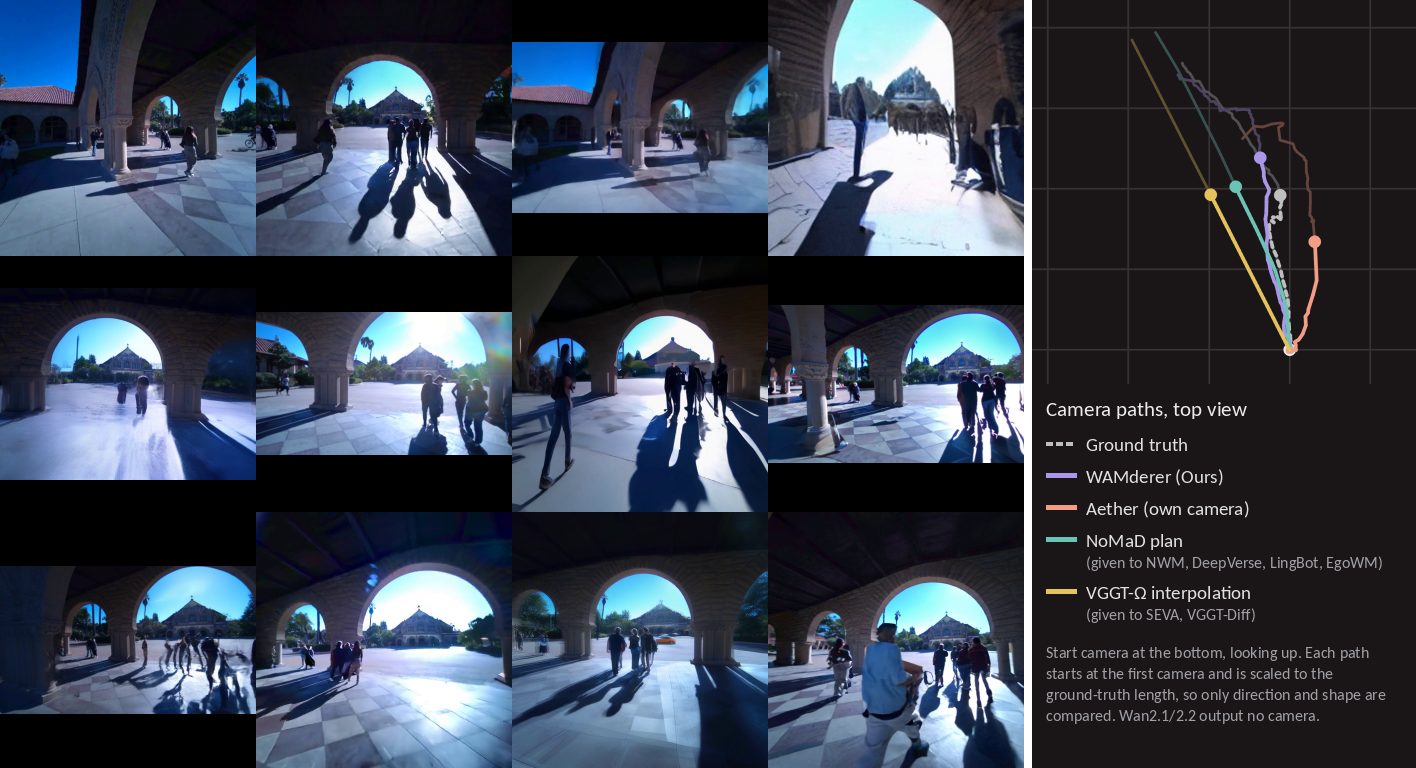 Camera paths, top view
Ground truth
WAMderer (Ours)
Aether (own camera)
NoMaD plan
(given to NWM, DeepVerse, LingBot, EgoWM)
VGGT-Ω interpolation
(given to SEVA, VGGT-Diff)
Start camera at the bottom, looking up. Each path
starts at the first camera and is scaled to the
ground-truth length, so only direction and shape are
compared. Wan2.1/2.2 output no camera.